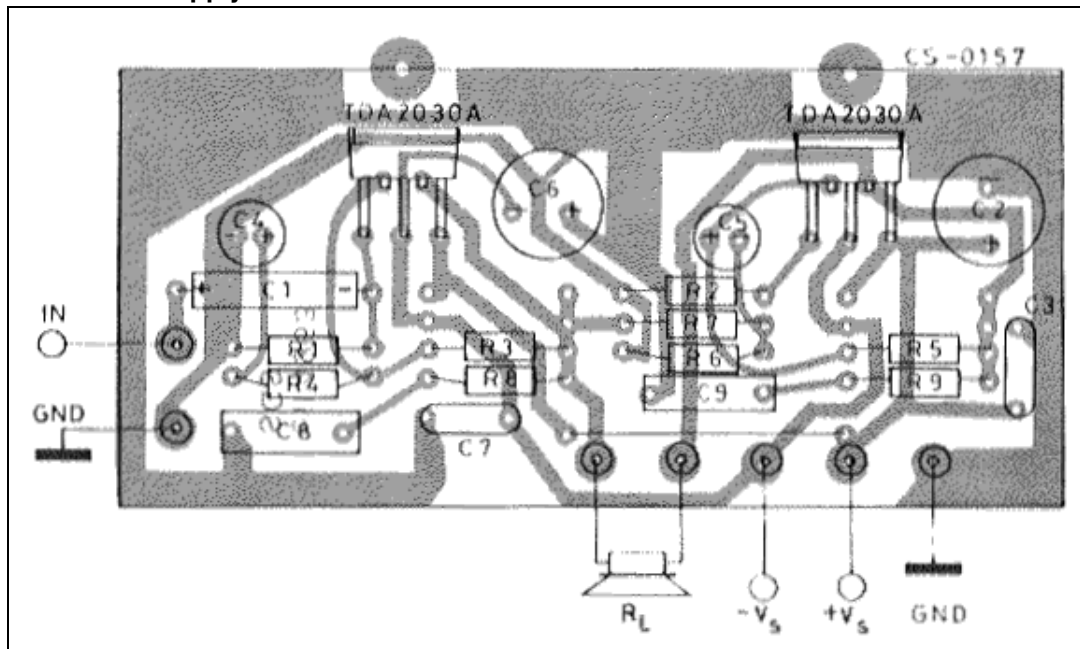 CS-0157
TDA2030A
TDA2030A
C6
C4
C5
C2
C1
R2
C3
IN
R7
R1
R3
R6
R5
R4
R8
C9
R9
GND
C8
C7
RL
-Vs
+Vs
GND